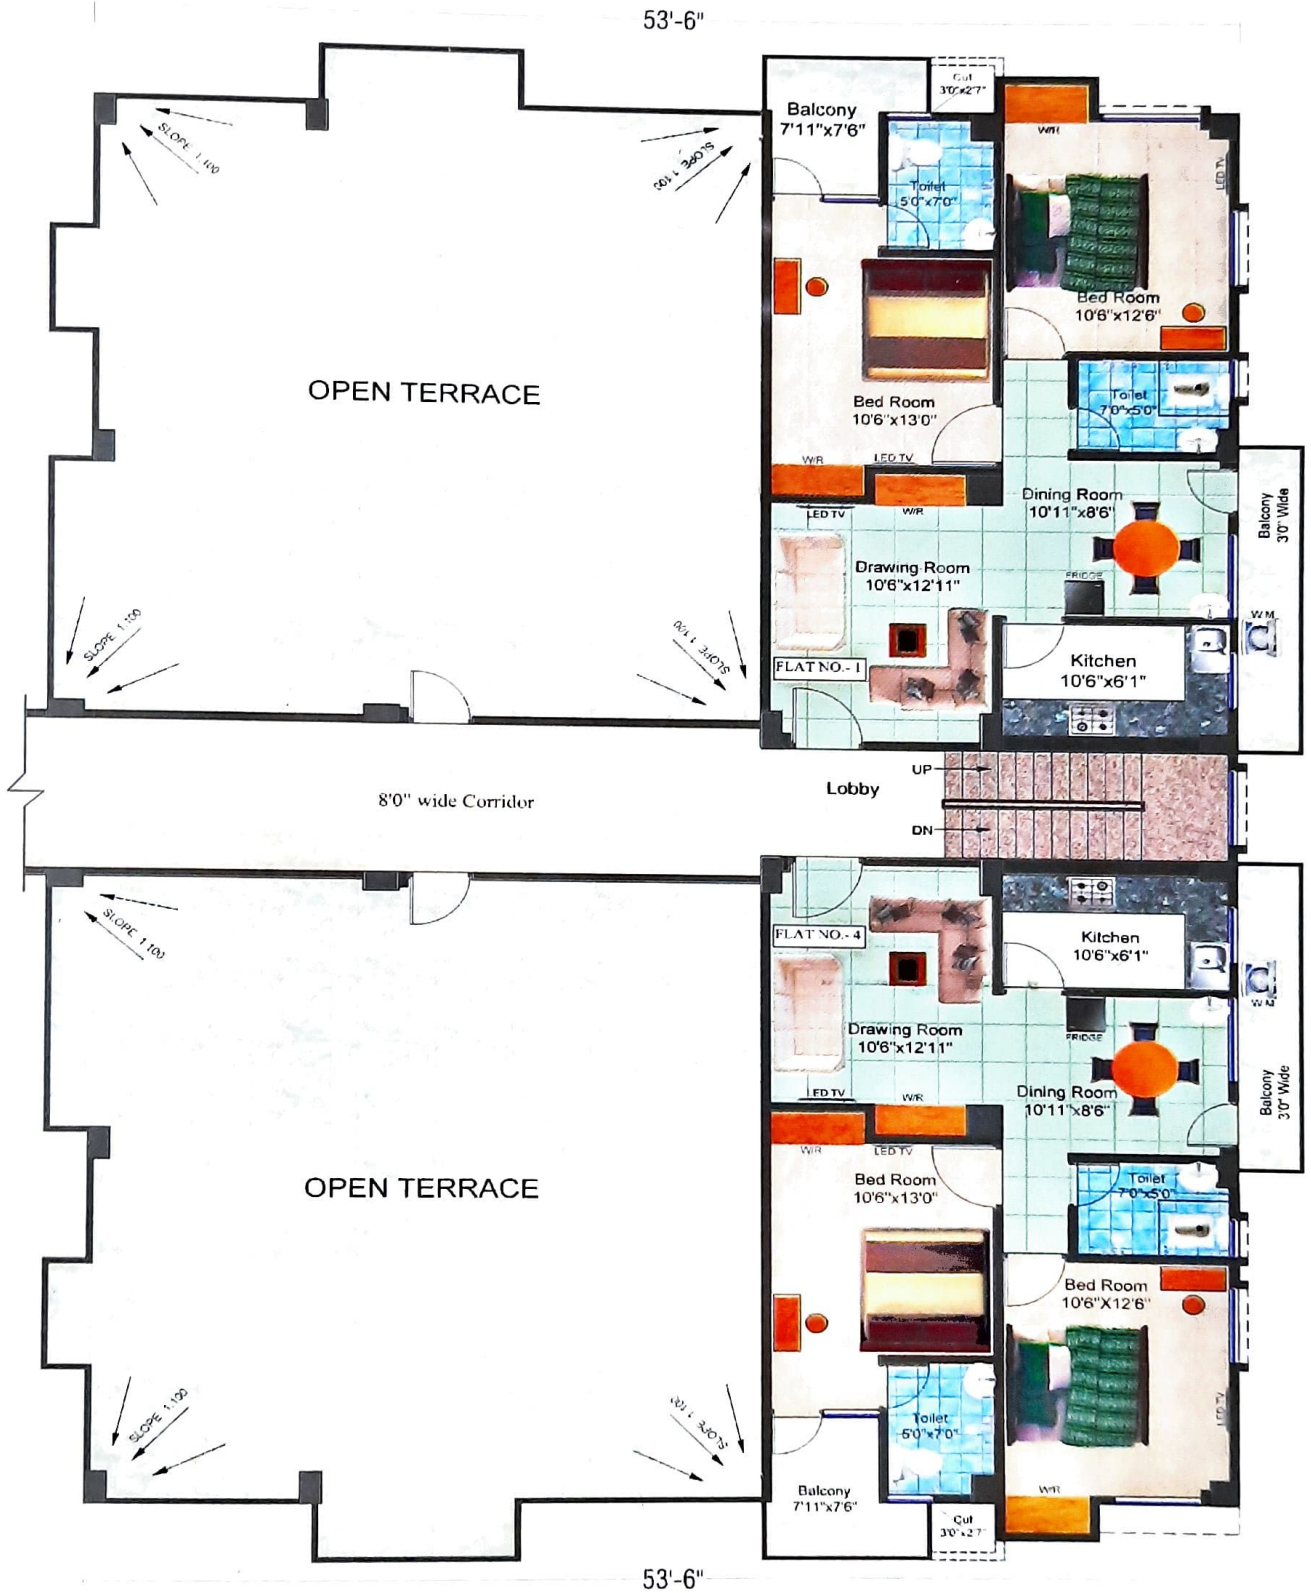 53'-6"
Cut
3'0"x2'7"
Balcony
7'11"x7'6"
W/R
SLOPE 1:100
SLOPE 1:100
LED TV
Toilet
5'0"x7'0"
Bed Room
10'6"x12'6"
OPEN TERRACE
Toilet
7'0"x5'0"
Bed Room
10'6"x13'0"
W/R
LED TV
Dining Room
10'11"x8'6"
Balcony
3'0" Wide
LED TV
W/R
Drawing Room
10'6"x12'11"
FRIDGE
W.M.
SLOPE 1:100
SLOPE 1:100
FLAT NO.- 1
Kitchen
10'6"x6'1"
UP
Lobby
8'0" wide Corridor
DN
SLOPE 1:100
FLAT NO.- 4
Kitchen
10'6"x6'1"
W.M.
Drawing Room
10'6"x12'11"
FRIDGE
LED TV
W/R
Dining Room
10'11"x8'6"
Balcony
3'0" Wide
W/R
LED TV
OPEN TERRACE
Bed Room
10'6"x13'0"
Toilet
7'0"x5'0"
Bed Room
10'6"X12'6"
SLOPE 1:100
SLOPE 1:100
LED TV
Toilet
5'0"x7'0"
Balcony
7'11"x7'6"
W/R
Cut
3'0"x2'7"
53'-6"